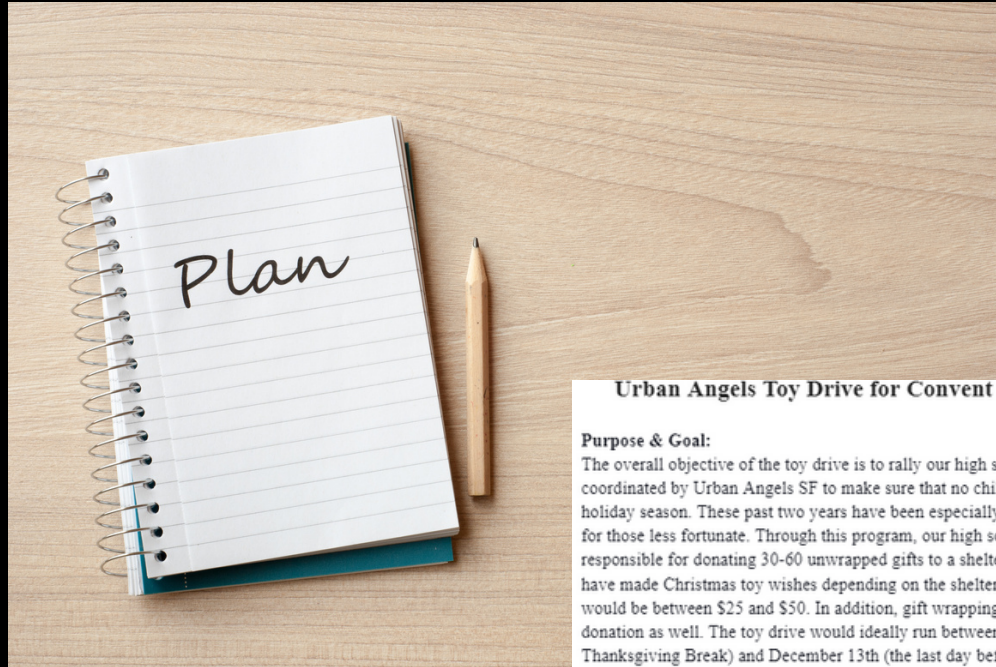 Plan
Urban Angels Toy Drive for Convent
Purpose & Goal:
The overall objective of the toy drive is to rally our high s
coordinated by Urban Angels SF to make sure that no chi
holiday season. These past two years have been especially
for those less fortunate. Through this program, our high s
responsible for donating 30-60 unwrapped gifts to a shelte
have made Christmas toy wishes depending on the shelter
would be between $25 and $50. In addition, gift wrapping
donation as well. The toy drive would ideally run between
Thanksgiving Break) and December 13th (the last day bef